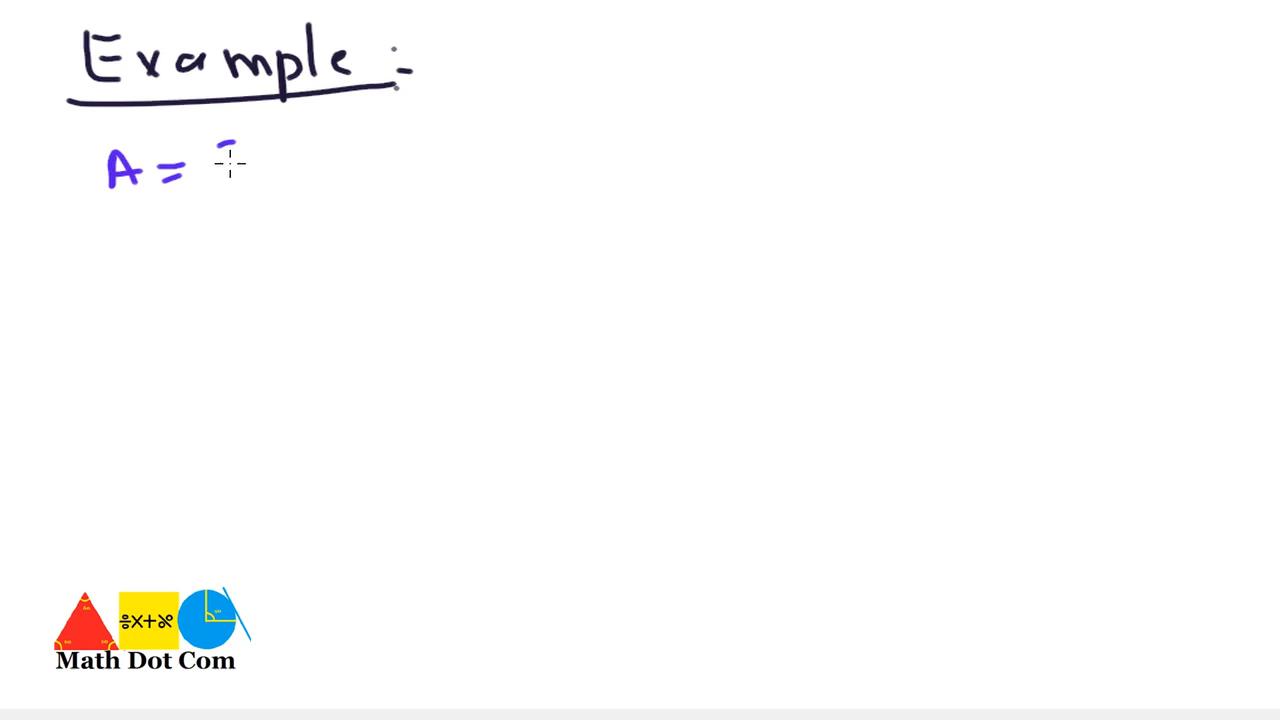 Example :-
A =
÷×+%
Math Dot Com